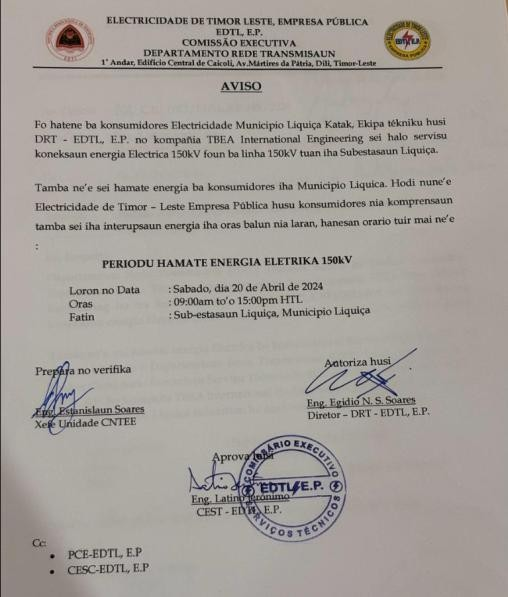 ELECTRICIDADE DE TIMOR LESTE, EMPRESA PÚBLICA
EDTL, E.P.
COMISSÃO EXECUTIVA
DEPARTAMENTO REDE TRANSMISAUN
1º Andar, Edifício Central de Caicoli, Av.Mártires da Pátria, Dili, Timor-Leste
AVISO
Fo hatene ba konsumidores Electricidade Municipio Liquiça Katak, Ekipa tékniku husi
DRT - EDTL, E.P. no kompañia TBEA International Engineering sei halo servisu
koneksaun energia Electrica 150kV foun ba linha 150kV tuan iha Subestasaun Liquiça.
Tamba ne'e sei hamate energia ba konsumidores iha Municipio Liquica. Hodi nune'e
Electricidade de Timor – Leste Empresa Pública husu konsumidores nia komprensaun
tamba sei iha interupsaun energia iha oras balun nia laran, hanesan orario tuir mai ne'e
:
PERIODU HAMATE ENERGIA ELETRIKA 150kV
Loron no Data : Sabado, dia 20 de Abril de 2024
Oras : 09:00am to'o 15:00pm HTL
Fatin : Sub-estasaun Liquiça, Municipio Liquiça
Prepara no verifika
Eng. Estanislaun Soares
Xefe Unidade CNTEE
Autoriza husi
Eng. Egidio N. S. Soares
Diretor – DRT - EDTL, E.P.
Aprova husi
Eng. Latino Jerónimo
CEST - EDTL, E.P.
COMISSÁRIO EXECUTIVO
EDTL, E.P.
SERVIÇOS TÉCNICOS
Cc:
• PCE-EDTL, E.P
• CESC-EDTL, E.P